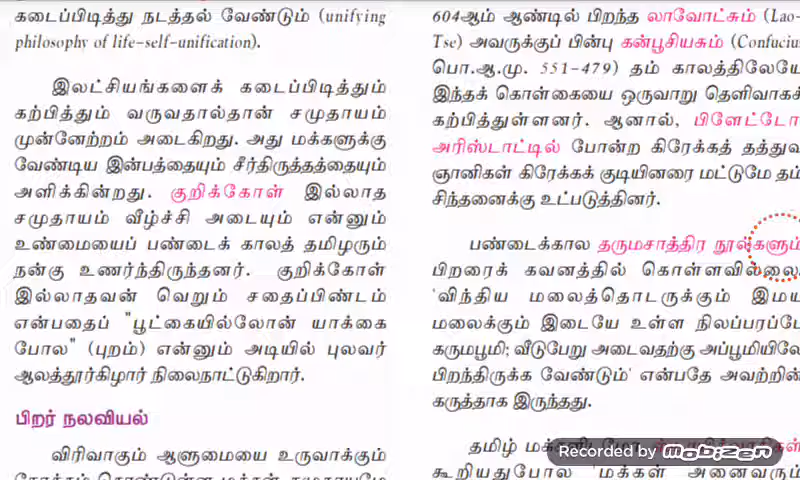 கடைப்பிடித்து நடத்தல் வேண்டும் (unifying
philosophy of life-self-unification).
இலட்சியங்களைக் கடைப்பிடித்தும்
கற்பித்தும் வருவதால்தான் சமுதாயம்
முன்னேற்றம் அடைகிறது. அது மக்களுக்கு
வேண்டிய இன்பத்தையும் சீர்திருத்தத்தையும்
அளிக்கின்றது. குறிக்கோள் இல்லாத
சமுதாயம் வீழ்ச்சி அடையும் என்னும்
உண்மையைப் பண்டைக் காலத் தமிழரும்
நன்கு உணர்ந்திருந்தனர். குறிக்கோள்
இல்லாதவன் வெறும் சதைப்பிண்டம்
என்பதைப் "பூட்கையில்லோன் யாக்கை
போல" (புறம்) என்னும் அடியில் புலவர்
ஆலத்தூர்கிழார் நிலைநாட்டுகிறார்.
பிறர் நலவியல்
விரிவாகும் ஆளுமையை உருவாக்கும்
604ஆம் ஆண்டில் பிறந்த லாவோட்சும் (Lao-
Tse) அவருக்குப் பின்பு கன்பூசியசும் (Confucius
பொ.ஆ.மு. 551-479) தம் காலத்திலேயே
இந்தக் கொள்கையை ஒருவாறு தெளிவாகக்
கற்பித்துள்ளனர். ஆனால், பிளேட்டோ
அரிஸ்டாட்டில் போன்ற கிரேக்கத் தத்துவ
ஞானிகள் கிரேக்கக் குடியினரை மட்டுமே தம்
சிந்தனைக்கு உட்படுத்தினர்.
பண்டைக்கால தருமசாத்திர நூல்களும்
பிறரைக் கவனத்தில் கொள்ளவில்லை.
'விந்திய மலைத்தொடருக்கும் இமய
மலைக்கும் இடையே உள்ள நிலப்பரப்பே
கருமபூமி; வீடுபேறு அடைவதற்கு அப்பூமியிலே
பிறந்திருக்க வேண்டும்' என்பதே அவற்றின்
கருத்தாக இருந்தது.
தமிழ்
கூறியதுபோல 'மக்கள் அனைவரும்
Recorded by mobizen